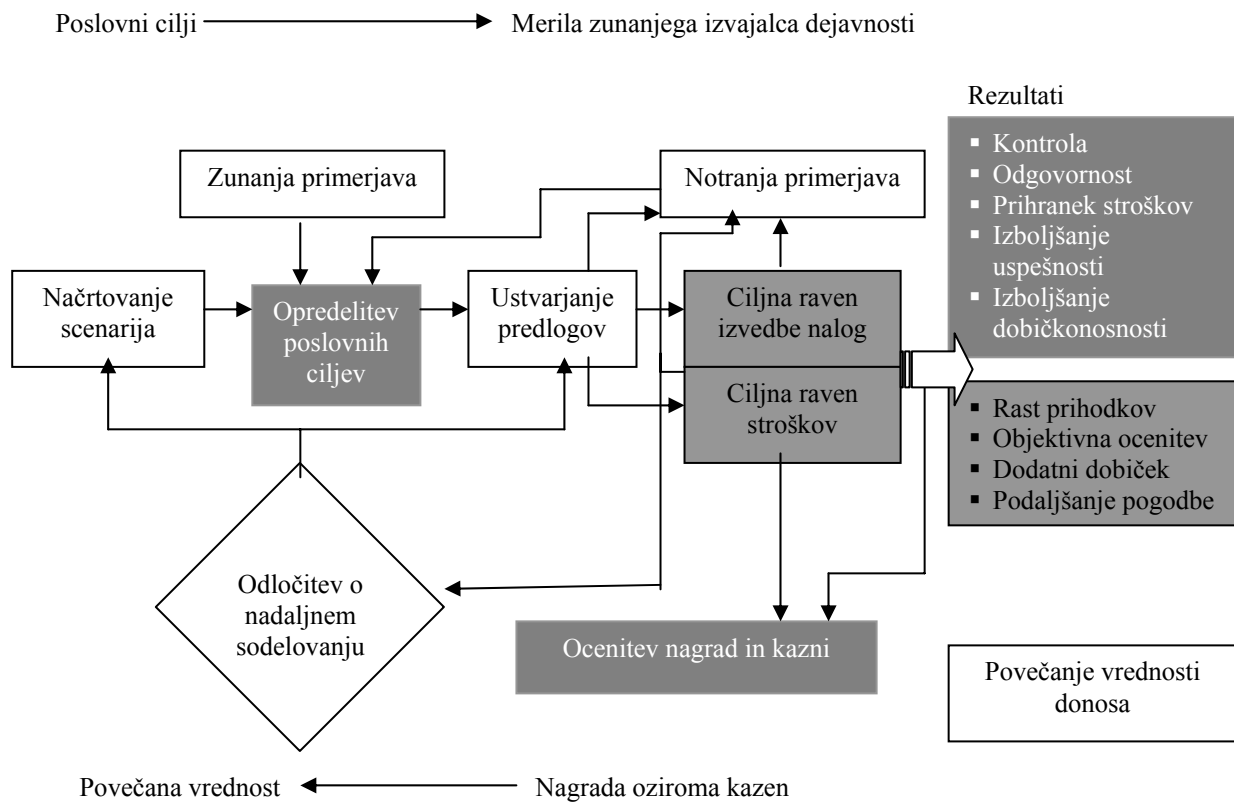 Poslovni cilji
Merila zunanjega izvajalca dejavnosti
Rezultati
▪ Kontrola
▪ Odgovornost
▪ Prihranek stroškov
▪ Izboljšanje
uspešnosti
▪ Izboljšanje
dobičkonosnosti
Zunanja primerjava
Notranja primerjava
Načrtovanje
scenarija
Opredelitev
poslovnih
ciljev
Ustvarjanje
predlogov
Ciljna raven
izvedbe nalog
Ciljna raven
stroškov
▪ Rast prihodkov
▪ Objektivna ocenitev
▪ Dodatni dobiček
▪ Podaljšanje pogodbe
Odločitev o
nadaljnem
sodelovanju
Ocenitev nagrad in kazni
Povečanje vrednosti
donosa
Povečana vrednost
Nagrada oziroma kazen